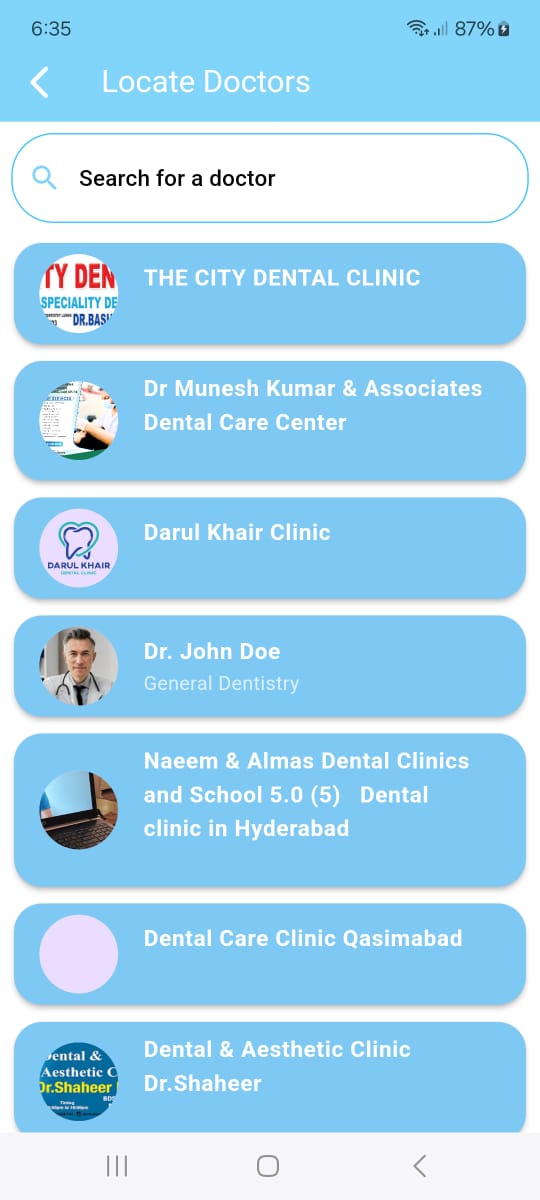 6:35
87%
Locate Doctors
Search for a doctor
TY DEN
SPECIALITY DE
DR.BASH
THE CITY DENTAL CLINIC
Dr Munesh Kumar & Associates
Dental Care Center
DARUL KHAIR
DENTAL CLINIC
Darul Khair Clinic
Dr. John Doe
General Dentistry
Naeem & Almas Dental Clinics
and School 5.0 (5)   Dental
clinic in Hyderabad
Dental Care Clinic Qasimabad
Dental &
Aesthetic C
Dr.Shaheer
Timing
Dental & Aesthetic Clinic
Dr.Shaheer